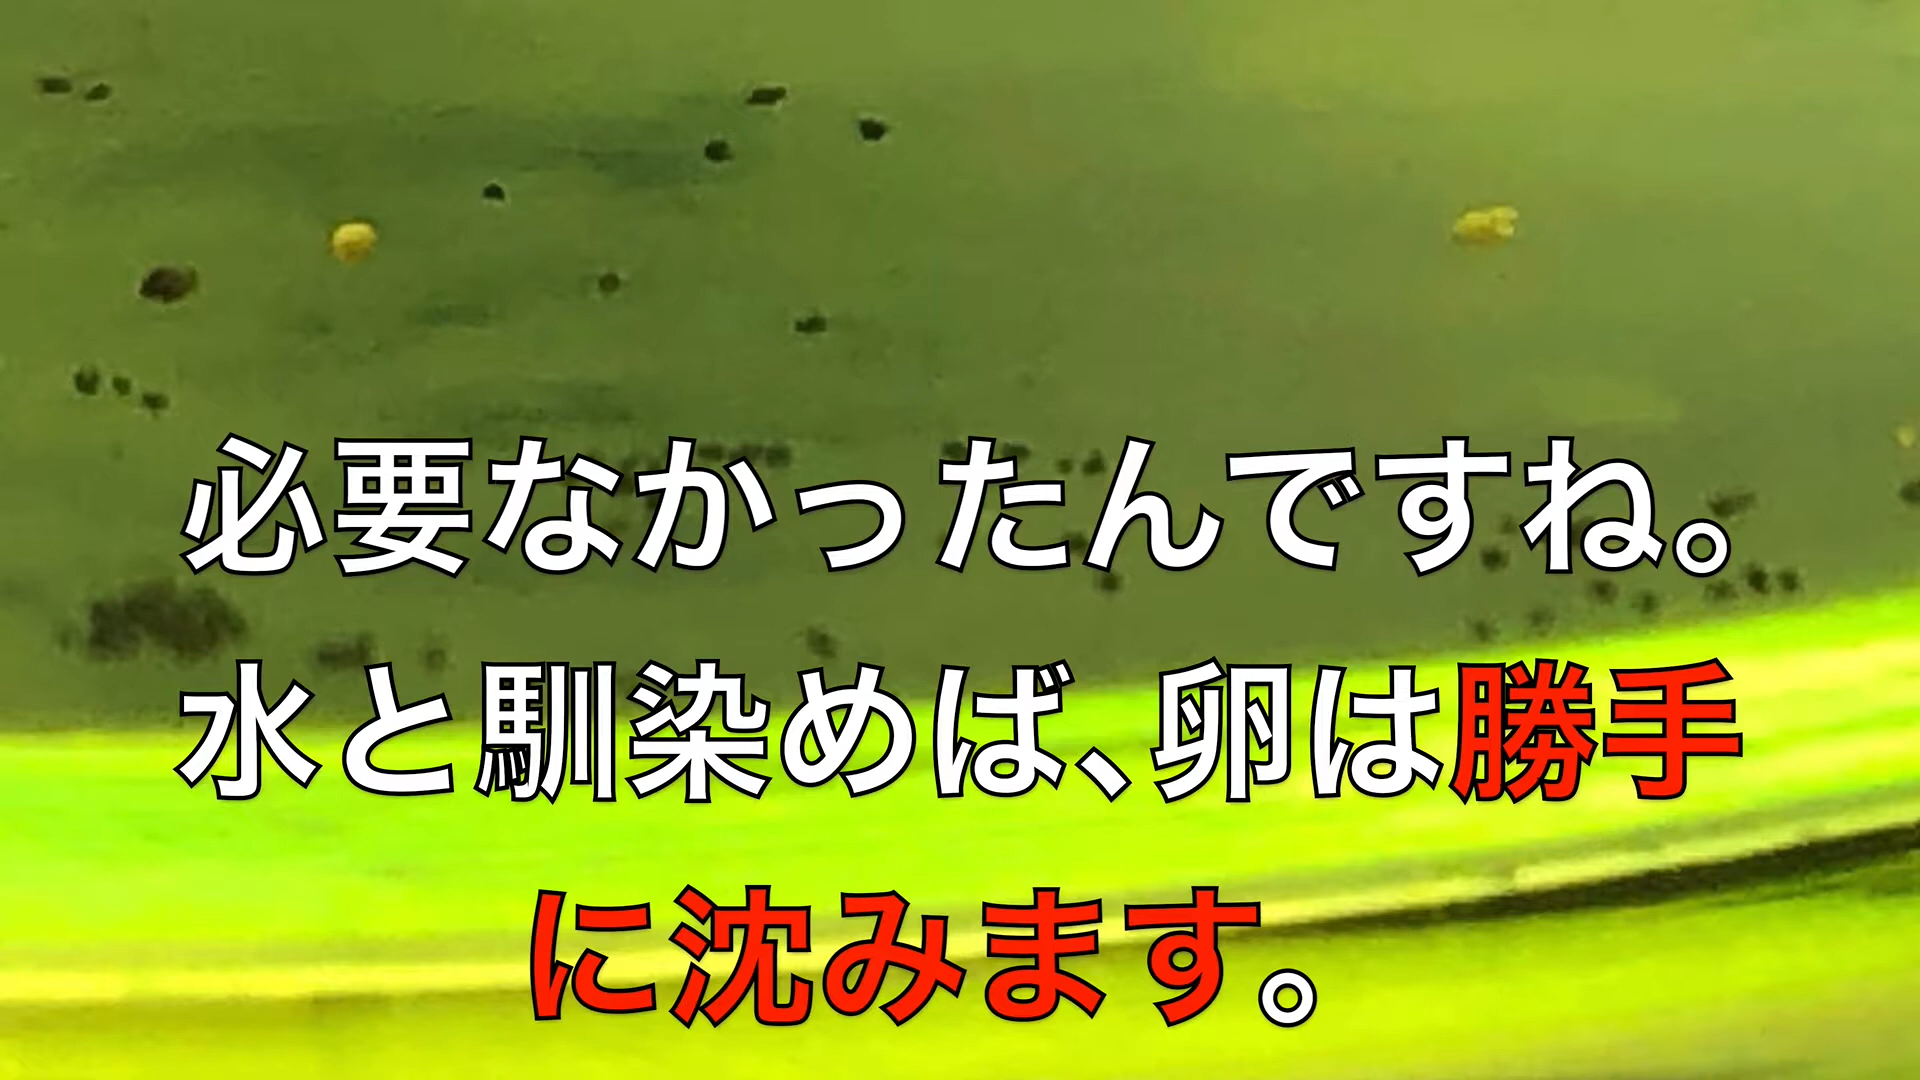 必要なかったんですね。
水と馴染めば、卵は勝手
に沈みます。